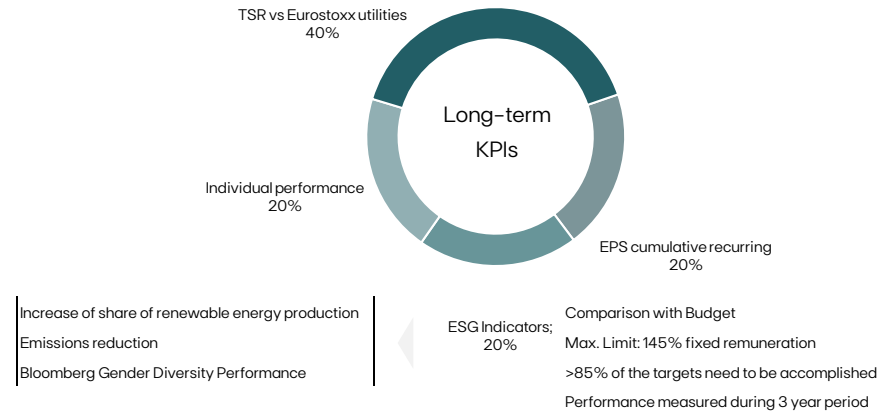 TSR vs Eurostoxx utilities
40%
Long-term
KPIs
Individual performance
20%
EPS cumulative recurring
20%
ESG Indicators;
20%
Increase of share of renewable energy production
Emissions reduction
Bloomberg Gender Diversity Performance
Comparison with Budget
Max. Limit: 145% fixed remuneration
>85% of the targets need to be accomplished
Performance measured during 3 year period